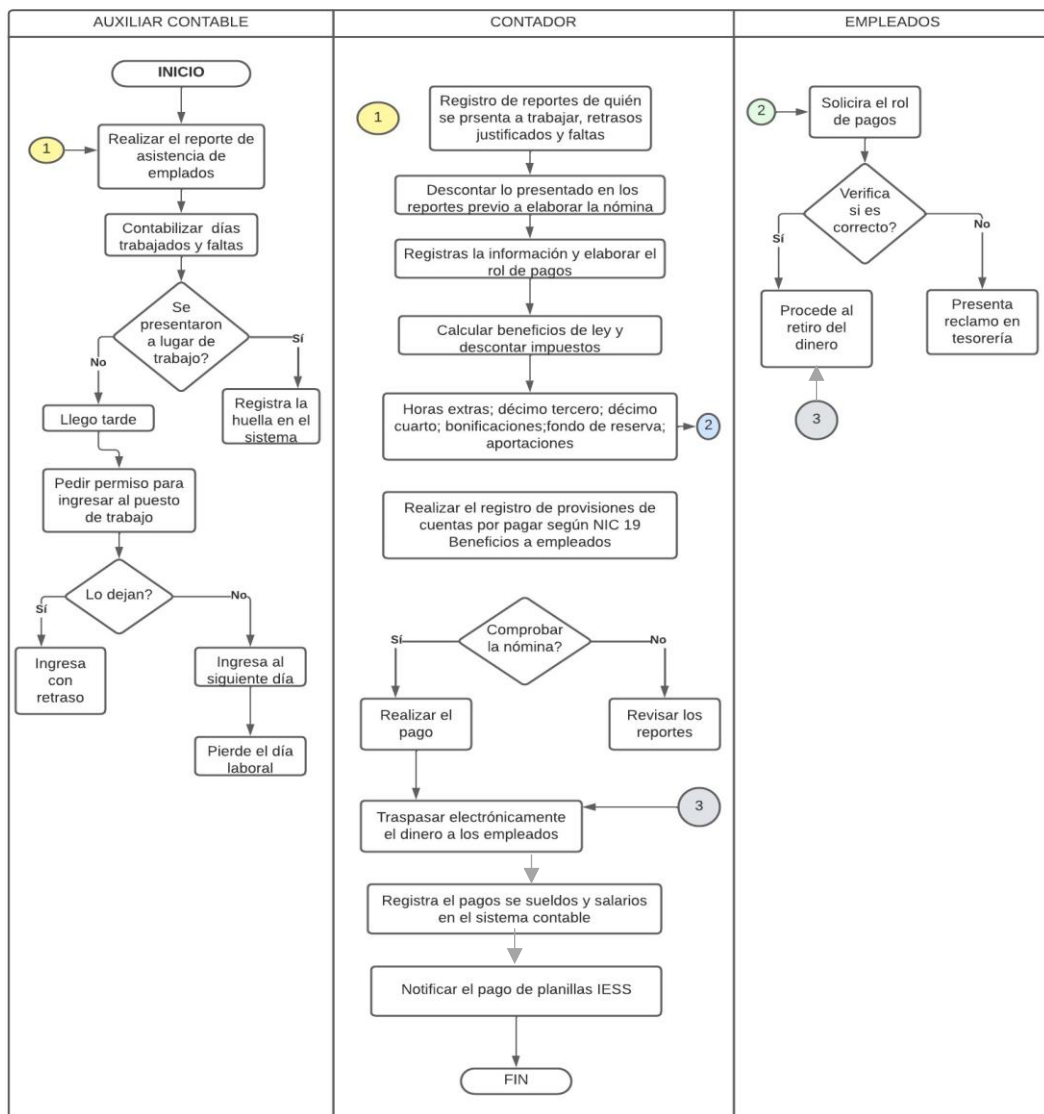 AUXILIAR CONTABLE
CONTADOR
EMPLEADOS
INICIO
1
Realizar el reporte de
asistencia de
emplados
Contabilizar días
trabajados y faltas
Se
presentaron
a lugar de
trabajo?
Sí
No
Llego tarde
Registra la
huella en el
sistema
Pedir permiso para
ingresar al puesto
de trabajo
Lo dejan?
Sí
No
Ingresa
con
retraso
Ingresa al
siguiente día
Pierde el día
laboral
1
Registro de reportes de quién
se prsenta a trabajar, retrasos
justificados y faltas
Descontar lo presentado en los
reportes previo a elaborar la nómina
Registras la información y elaborar el
rol de pagos
Calcular beneficios de ley y
descontar impuestos
Horas extras; décimo tercero; décimo
cuarto; bonificaciones;fondo de reserva;
aportaciones
2
Realizar el registro de provisiones de
cuentas por pagar según NIC 19
Beneficios a empleados
Comprobar
la nómina?
Sí
No
Realizar el
pago
Revisar los
reportes
Traspasar electrónicamente
el dinero a los empleados
3
Registra el pagos se sueldos y salarios
en el sistema contable
Notificar el pago de planillas IESS
FIN
2
Solicira el rol
de pagos
Verifica
si es
correcto?
Sí
No
Procede al
retiro del
dinero
Presenta
reclamo en
tesorería
3